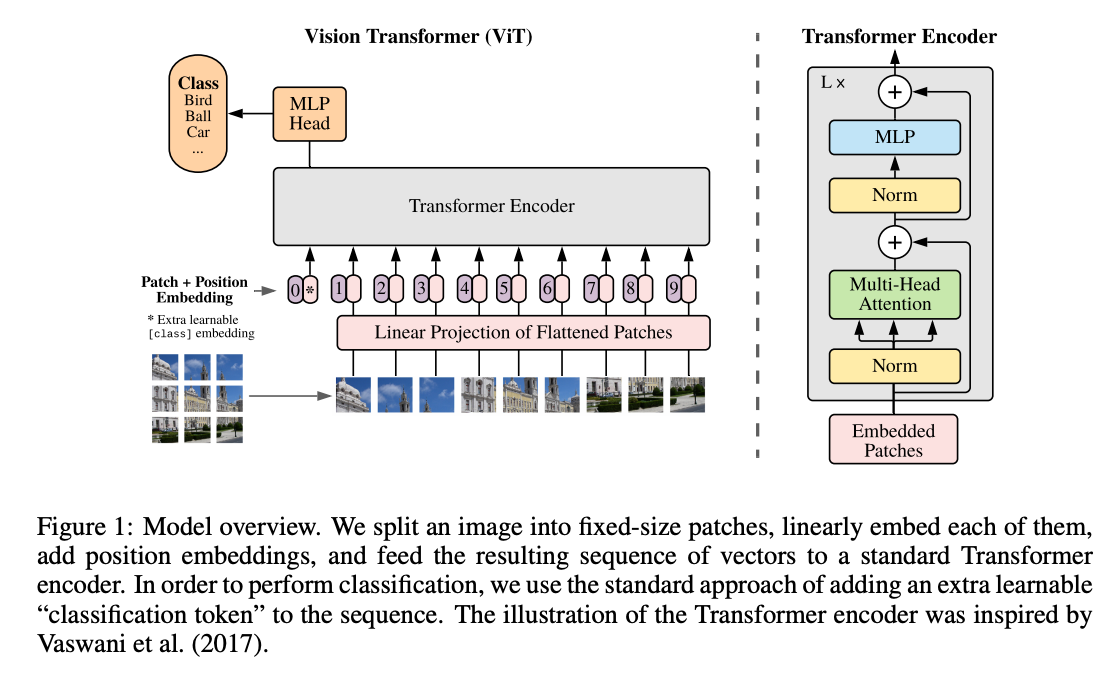 Vision Transformer (ViT)
Class
Bird
Ball
Car
...
MLP
Head
Transformer Encoder
Patch + Position
Embedding
0 * 1 2 3 4 5 6 7 8 9
* Extra learnable
[class] embedding
Linear Projection of Flattened Patches
Transformer Encoder
L x
+
MLP
Norm
+
Multi-Head
Attention
Norm
Embedded
Patches
Figure 1: Model overview. We split an image into fixed-size patches, linearly embed each of them,
add position embeddings, and feed the resulting sequence of vectors to a standard Transformer
encoder. In order to perform classification, we use the standard approach of adding an extra learnable
“classification token” to the sequence. The illustration of the Transformer encoder was inspired by
Vaswani et al. (2017).